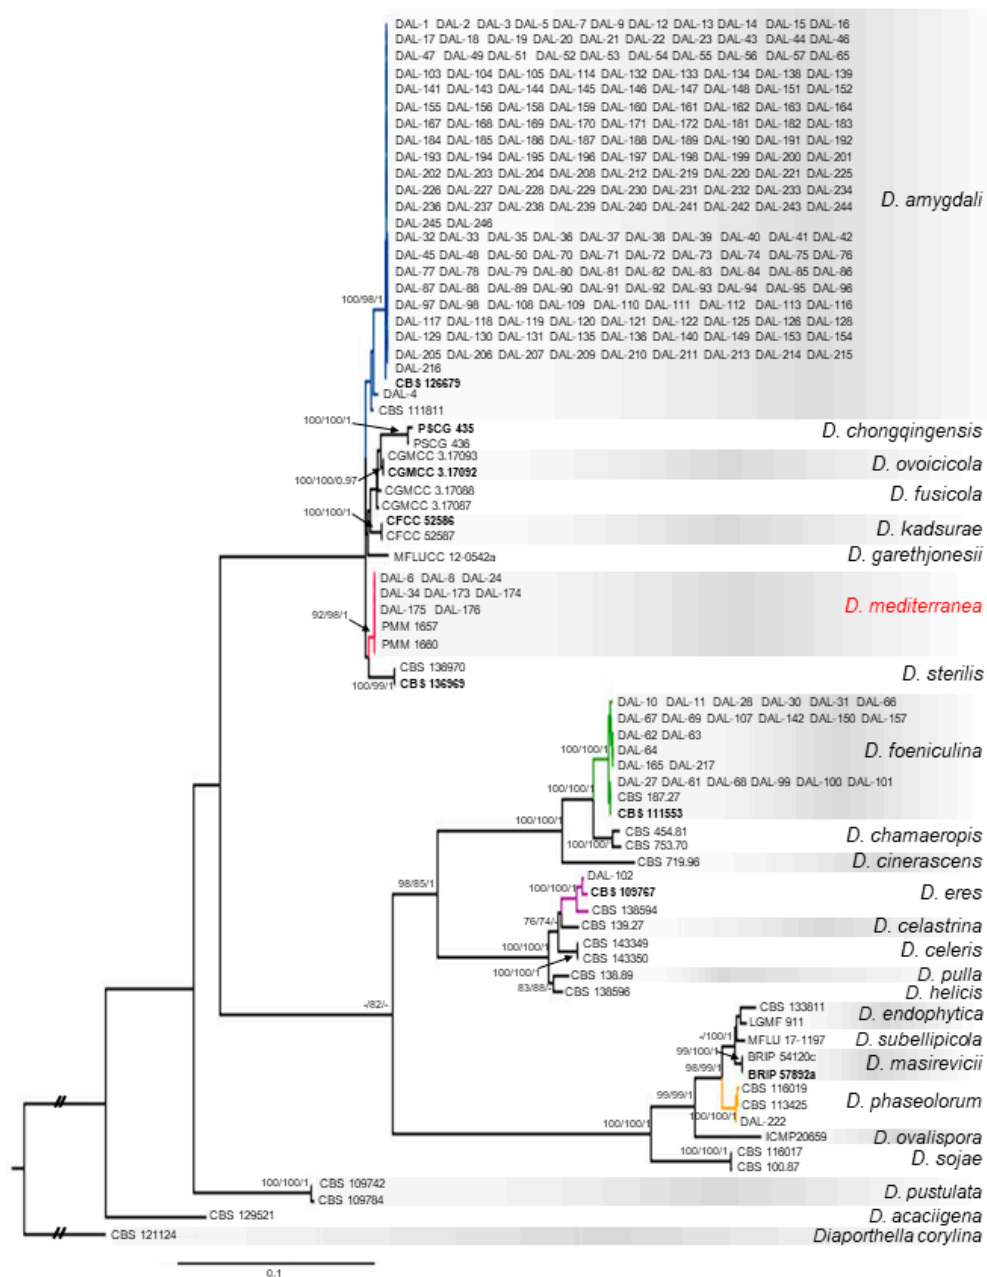 DAL-1 DAL-2 DAL-3 DAL-5 DAL-7 DAL-9 DAL-12 DAL-13 DAL-14 DAL-15 DAL-16
DAL-17 DAL-18 DAL-19 DAL-20 DAL-21 DAL-22 DAL-23 DAL-43 DAL-44 DAL-46
DAL-47 DAL-49 DAL-51 DAL-52 DAL-53 DAL-54 DAL-55 DAL-56 DAL-57 DAL-65
DAL-103 DAL-104 DAL-105 DAL-114 DAL-132 DAL-133 DAL-134 DAL-138 DAL-139
DAL-141 DAL-143 DAL-144 DAL-145 DAL-146 DAL-147 DAL-148 DAL-151 DAL-152
DAL-155 DAL-156 DAL-158 DAL-159 DAL-160 DAL-161 DAL-162 DAL-163 DAL-164
DAL-167 DAL-168 DAL-169 DAL-170 DAL-171 DAL-172 DAL-181 DAL-182 DAL-183
DAL-184 DAL-185 DAL-186 DAL-187 DAL-188 DAL-189 DAL-190 DAL-191 DAL-192
DAL-193 DAL-194 DAL-195 DAL-196 DAL-197 DAL-198 DAL-199 DAL-200 DAL-201
D. amygdali
DAL-202 DAL-203 DAL-204 DAL-208 DAL-212 DAL-219 DAL-220 DAL-221 DAL-225
DAL-226 DAL-227 DAL-228 DAL-229 DAL-230 DAL-231 DAL-232 DAL-233 DAL-234
DAL-236 DAL-237 DAL-238 DAL-239 DAL-240 DAL-241 DAL-242 DAL-243 DAL-244
DAL-245 DAL-246
DAL-32 DAL-33 DAL-35 DAL-36 DAL-37 DAL-38 DAL-39 DAL-40 DAL-41 DAL-42
DAL-45 DAL-48 DAL-50 DAL-70 DAL-71 DAL-72 DAL-73 DAL-74 DAL-75 DAL-76
DAL-77 DAL-78 DAL-79 DAL-80 DAL-81 DAL-82 DAL-83 DAL-84 DAL-85 DAL-86
DAL-87 DAL-88 DAL-89 DAL-90 DAL-91 DAL-92 DAL-93 DAL-94 DAL-95 DAL-96
100/98/1
DAL-97 DAL-98 DAL-108 DAL-109 DAL-110 DAL-111 DAL-112 DAL-113 DAL-116
DAL-117 DAL-118 DAL-119 DAL-120 DAL-121 DAL-122 DAL-125 DAL-126 DAL-128
DAL-129 DAL-130 DAL-131 DAL-135 DAL-136 DAL-140 DAL-149 DAL-153 DAL-154
DAL-205 DAL-206 DAL-207 DAL-209 DAL-210 DAL-211 DAL-213 DAL-214 DAL-215
DAL-216
CBS 126679
DAL-4
CBS 111811
100/100/1
PSCG 435
D. chongqingensis
PSCG 436
CGMCC 3.17093
D. ovoicicola
CGMCC 3.17092
100/100/0.97
CGMCC 3.17088
D. fusicola
CGMCC 3.17087
100/100/1
CFCC 52586
D. kadsurae
CFCC 52587
MFLUCC 12-0542a
D. garethjonesii
DAL-6 DAL-8 DAL-24
DAL-34 DAL-173 DAL-174
D. mediterranea
DAL-175 DAL-176
92/98/1
PMM 1657
PMM 1660
CBS 136970
D. sterilis
100/99/1
CBS 136969
DAL-10 DAL-11 DAL-28 DAL-30 DAL-31 DAL-66
DAL-67 DAL-69 DAL-107 DAL-142 DAL-150 DAL-157
DAL-62 DAL-63
100/100/1
DAL-64
D. foeniculina
DAL-165 DAL-217
DAL-27 DAL-61 DAL-68 DAL-99 DAL-100 DAL-101
100/100/1
CBS 187.27
CBS 111553
100/100/1
CBS 454.81
D. chamaeropis
100/100/1
CBS 753.70
CBS 719.96
D. cinerascens
DAL-102
98/85/1
100/100/1
CBS 109767
D. eres
CBS 138594
76/74/-
CBS 139.27
D. celastrina
100/100/1
CBS 143349
D. celeris
CBS 143350
100/100/1
CBS 138.89
D. pulla
83/88/-
CBS 138596
D. helicis
-/82/-
CBS 133811
D. endophytica
LGMF 911
-/100/1
MFLU 17-1197
D. subellipicola
99/100/1
BRIP 54120c
D. masirevicii
98/99/1
BRIP 57892a
CBS 116019
99/99/1
CBS 113425
D. phaseolorum
100/100/1
DAL-222
100/100/1
ICMP20659
D. ovalispora
100/100/1
CBS 116017
D. sojae
CBS 100.87
100/100/1
CBS 109742
D. pustulata
CBS 109784
CBS 129521
D. acaciigena
CBS 121124
Diaporthella corylina
0.1